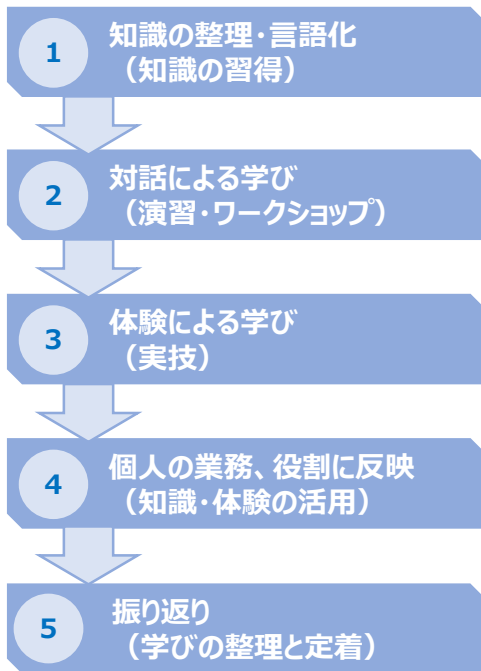 1
知識の整理・言語化
（知識の習得）
2
対話による学び
（演習・ワークショップ）
3
体験による学び
（実技）
4
個人の業務、役割に反映
（知識・体験の活用）
5
振り返り
（学びの整理と定着）